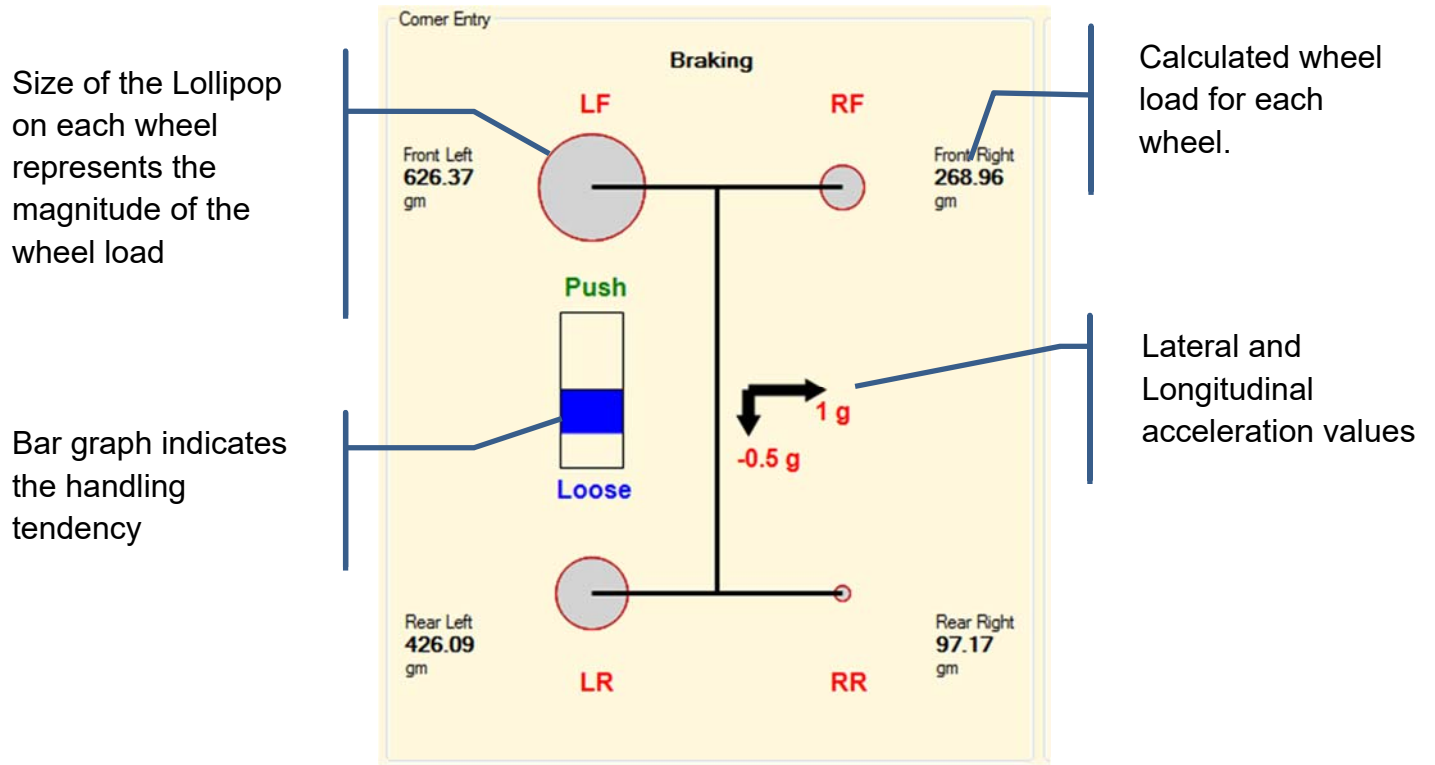 Corner Entry
Braking
Size of the Lollipop
on each wheel
represents the
magnitude of the
wheel load
LF
RF
Calculated wheel
load for each
wheel.
Front Left
626.37
gm
Front Right
268.96
gm
Push
Loose
Bar graph indicates
the handling
tendency
1 g
-0.5 g
Lateral and
Longitudinal
acceleration values
Rear Left
426.09
gm
Rear Right
97.17
gm
LR
RR